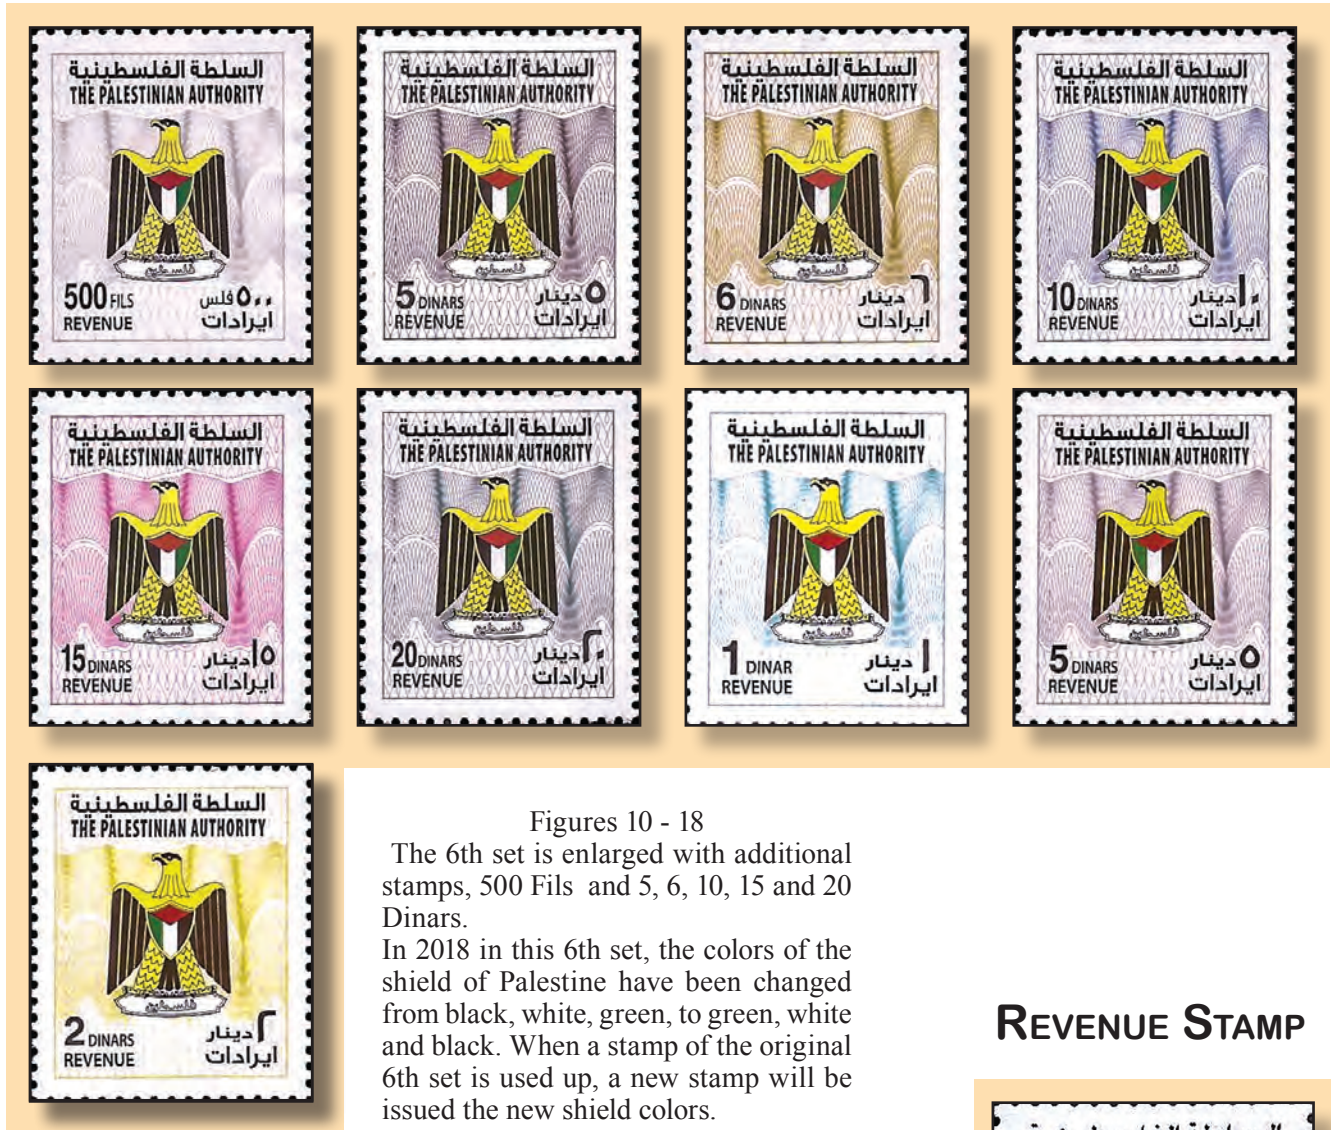 السلطة الفلسطينية
THE PALESTINIAN AUTHORITY
فلسطين
500 FILS
٥٠٠ فلس
REVENUE
ايرادات
السلطة الفلسطينية
THE PALESTINIAN AUTHORITY
فلسطين
5 DINARS
٥ دينار
REVENUE
ايرادات
السلطة الفلسطينية
THE PALESTINIAN AUTHORITY
فلسطين
6 DINARS
٦ دينار
REVENUE
ايرادات
السلطة الفلسطينية
THE PALESTINIAN AUTHORITY
فلسطين
10 DINARS
١٠ دينار
REVENUE
ايرادات
السلطة الفلسطينية
THE PALESTINIAN AUTHORITY
فلسطين
15 DINARS
١٥ دينار
REVENUE
ايرادات
السلطة الفلسطينية
THE PALESTINIAN AUTHORITY
فلسطين
20 DINARS
٢٠ دينار
REVENUE
ايرادات
السلطة الفلسطينية
THE PALESTINIAN AUTHORITY
فلسطين
1 DINAR
١ دينار
REVENUE
ايرادات
السلطة الفلسطينية
THE PALESTINIAN AUTHORITY
فلسطين
5 DINARS
٥ دينار
REVENUE
ايرادات
السلطة الفلسطينية
THE PALESTINIAN AUTHORITY
فلسطين
2 DINARS
٢ دينار
REVENUE
ايرادات
Figures 10 - 18
The 6th set is enlarged with additional
stamps, 500 Fils and 5, 6, 10, 15 and 20
Dinars.
In 2018 in this 6th set, the colors of the
shield of Palestine have been changed
from black, white, green, to green, white
and black. When a stamp of the original
6th set is used up, a new stamp will be
issued the new shield colors.
REVENUE STAMP